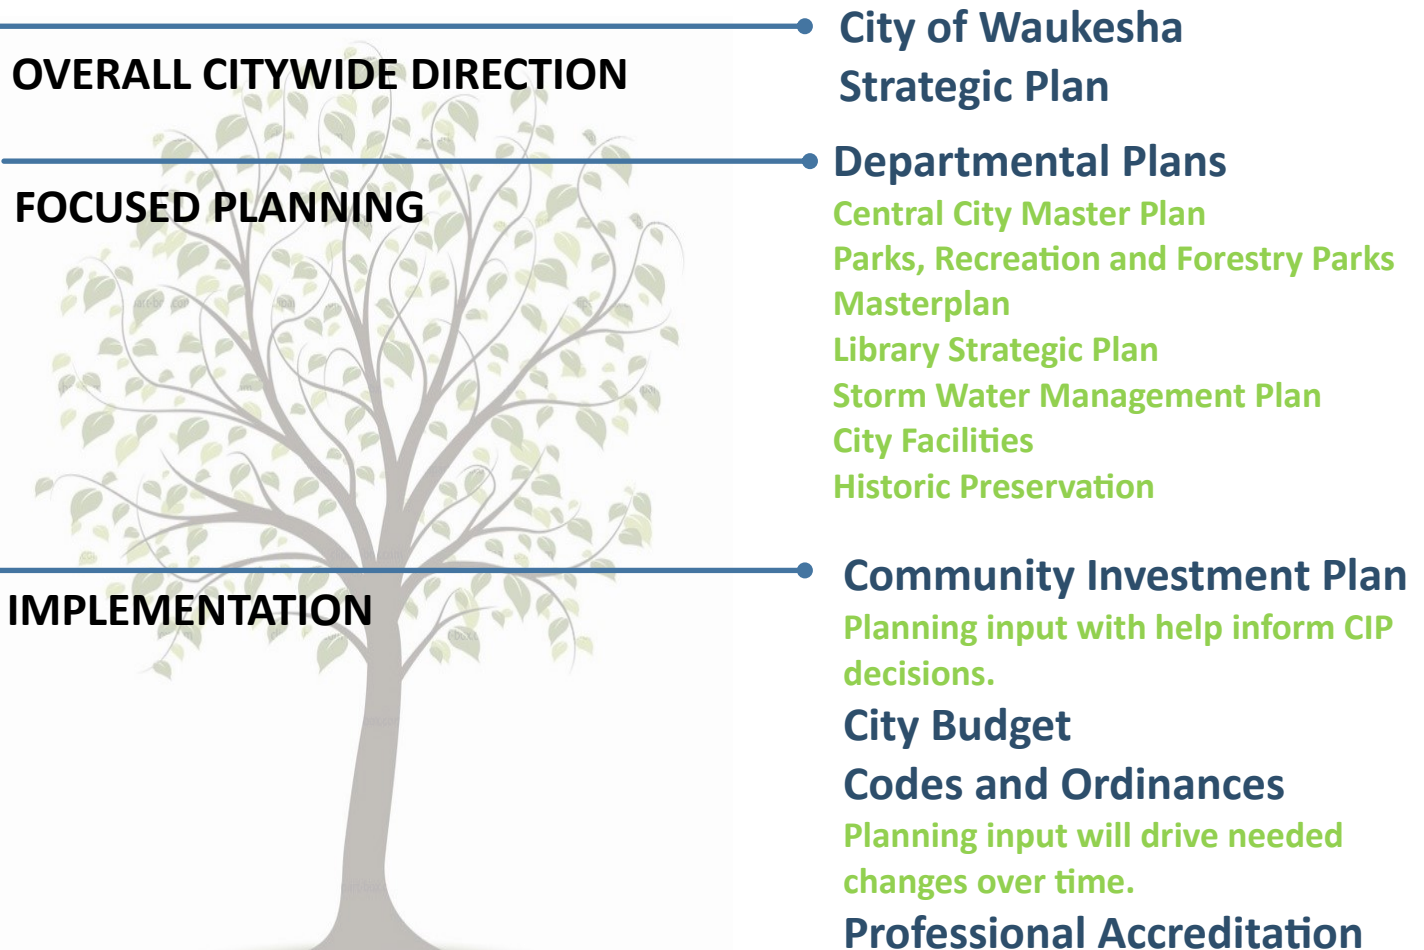 City of Waukesha
Strategic Plan
OVERALL CITYWIDE DIRECTION
Departmental Plans
FOCUSED PLANNING
Central City Master Plan
Parks, Recreation and Forestry Parks
Masterplan
Library Strategic Plan
Storm Water Management Plan
City Facilities
Historic Preservation
Community Investment Plan
IMPLEMENTATION
Planning input with help inform CIP
decisions.
City Budget
Codes and Ordinances
Planning input will drive needed
changes over time.
Professional Accreditation